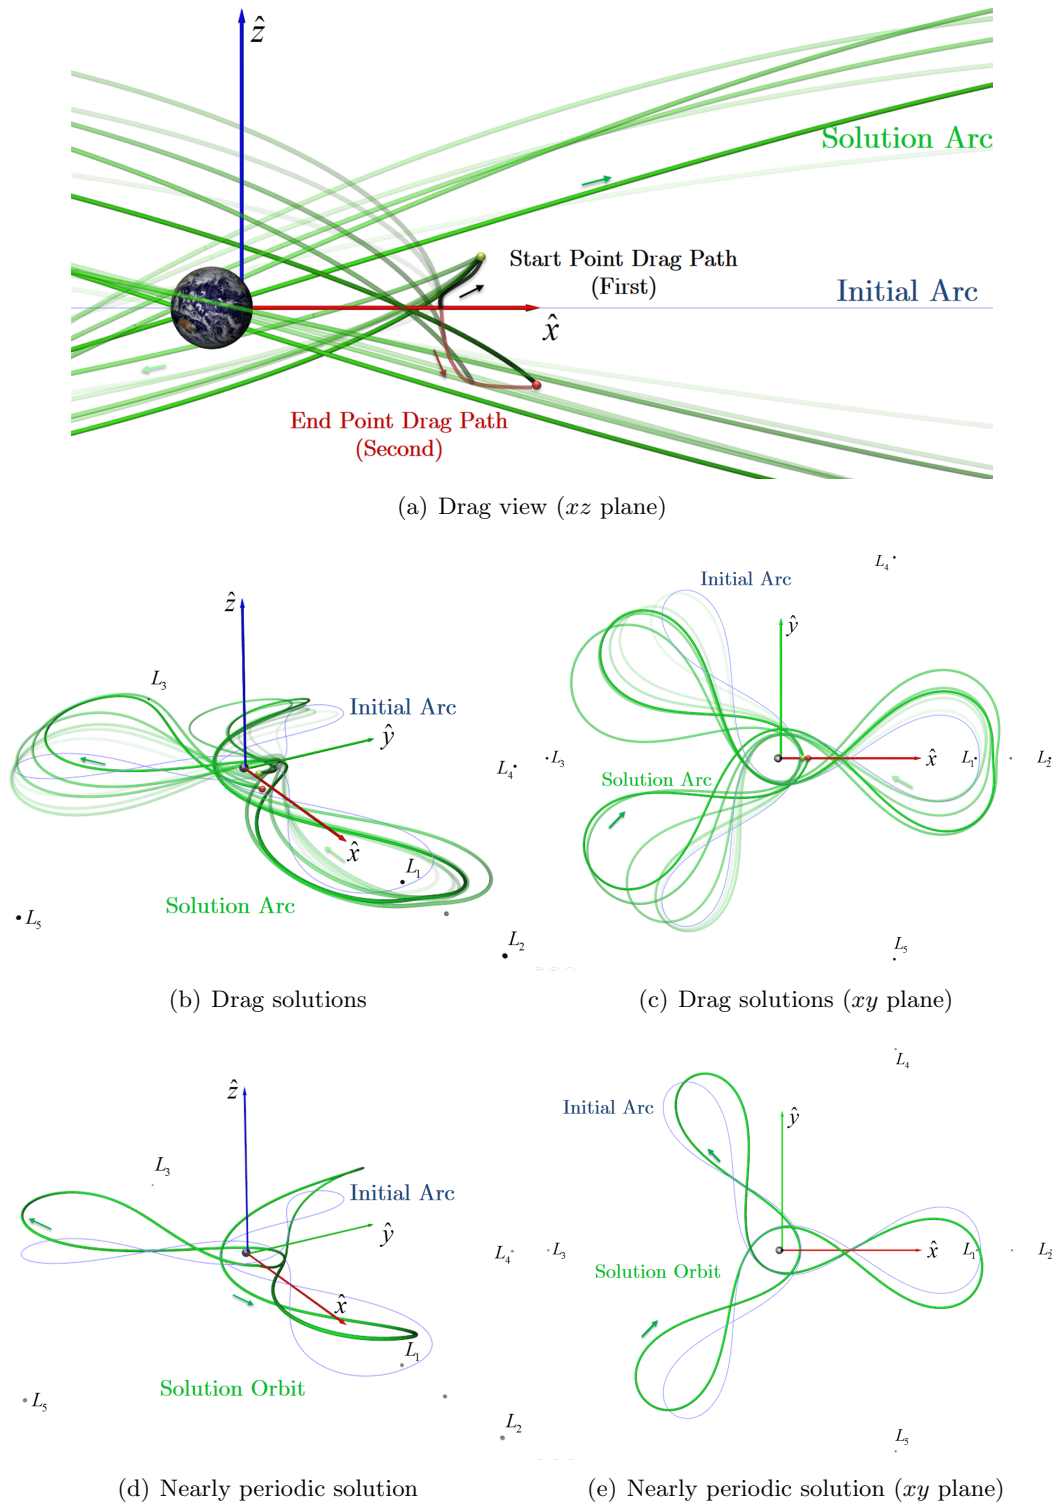 ẑ
Solution Arc
Start Point Drag Path
(First)
Initial Arc
x̂
End Point Drag Path
(Second)
(a) Drag view (xz plane)
ẑ
L3
Initial Arc
ŷ
L4
x̂
L1
Solution Arc
L5
L2
(b) Drag solutions
L4
Initial Arc
ŷ
L3
x̂
L1
L2
Solution Arc
L5
(c) Drag solutions (xy plane)
ẑ
L3
Initial Arc
ŷ
L4
x̂
L1
Solution Orbit
L5
L2
(d) Nearly periodic solution
L4
Initial Arc
ŷ
L3
x̂
L1
L2
Solution Orbit
L5
(e) Nearly periodic solution (xy plane)